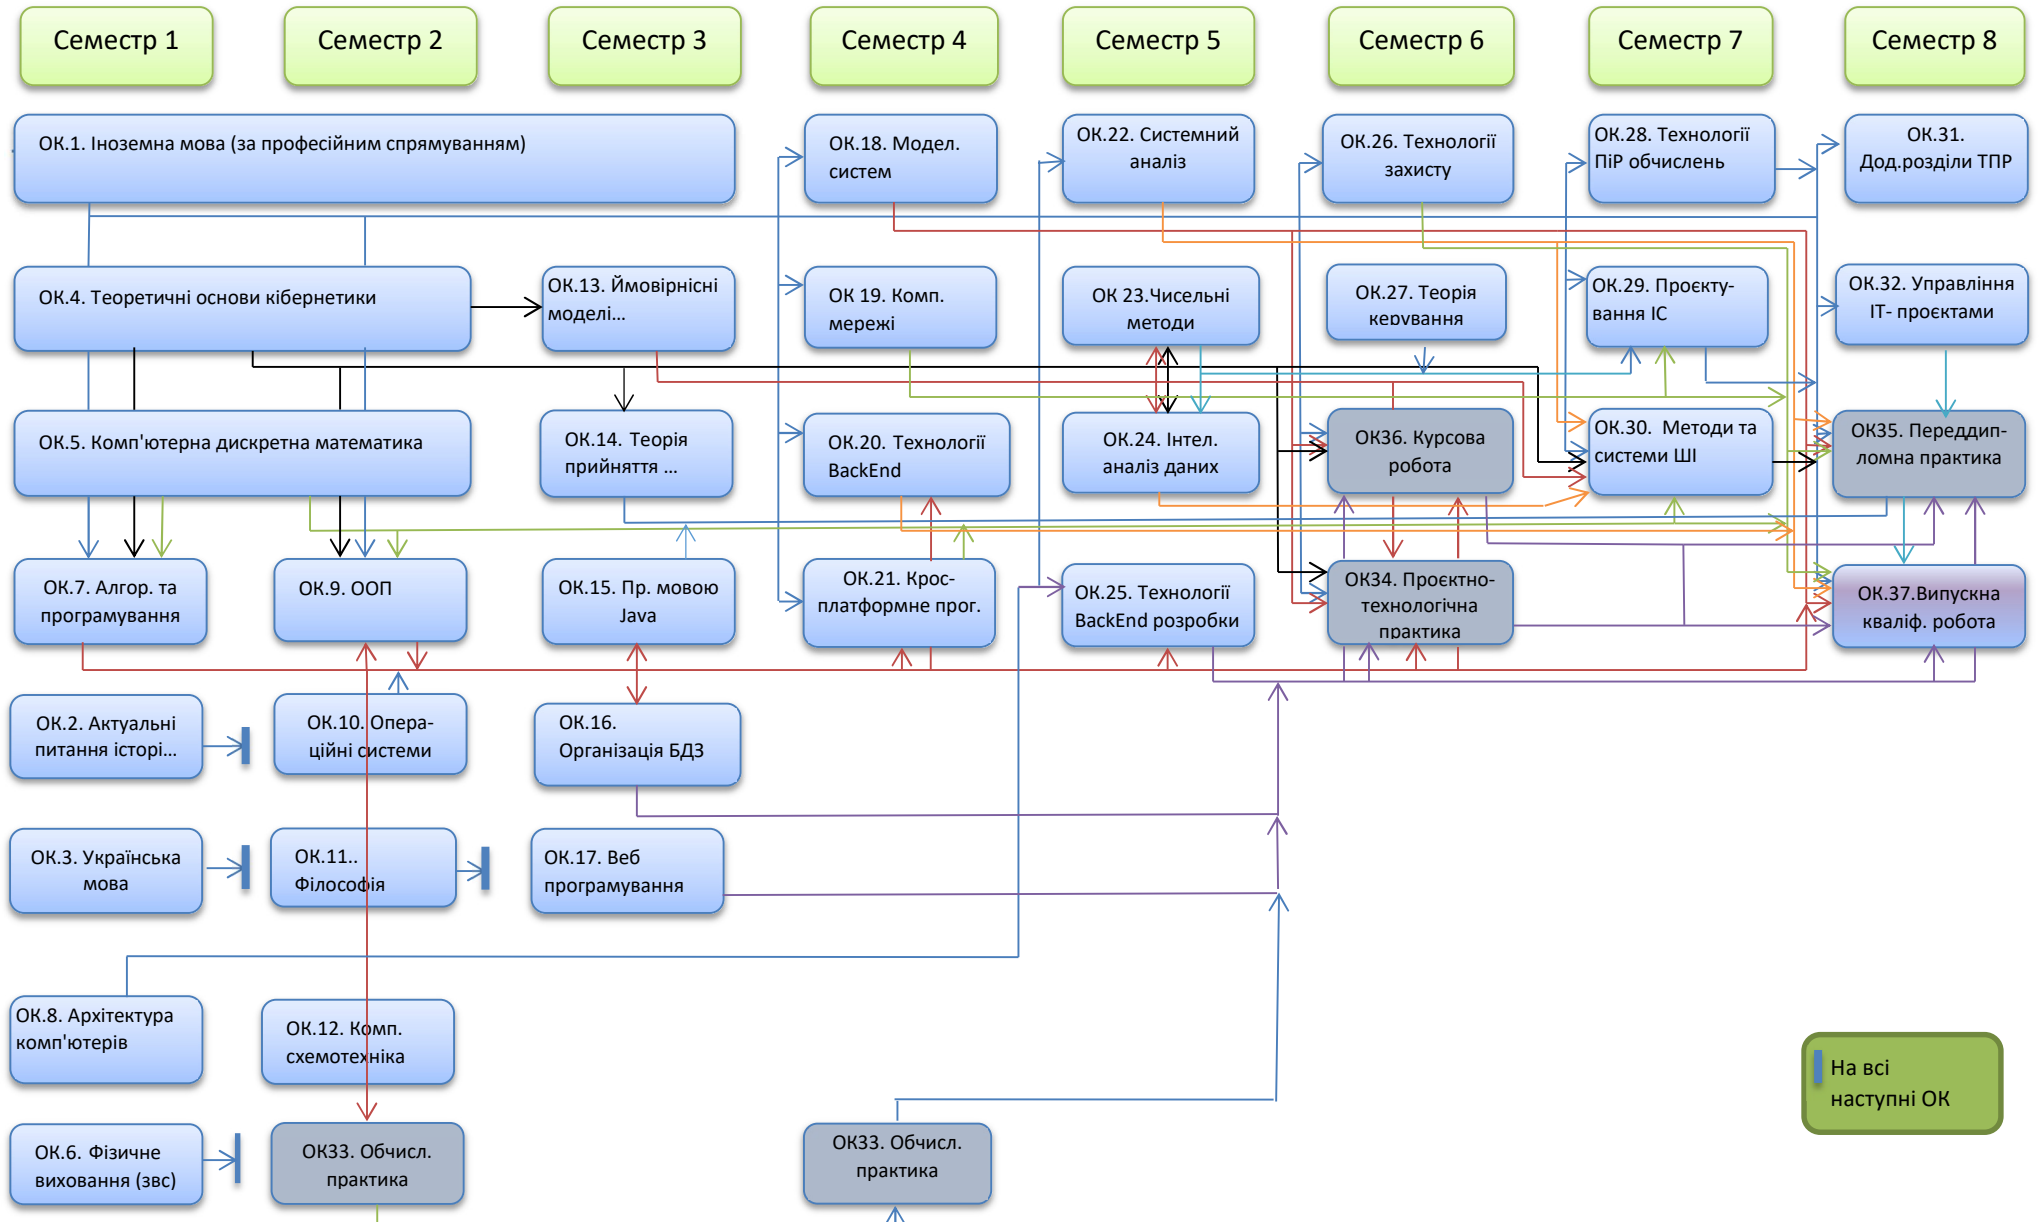 Семестр 1
Семестр 2
Семестр 3
Семестр 4
Семестр 5
Семестр 6
Семестр 7
Семестр 8
ОК.1. Іноземна мова (за професійним спрямуванням)
ОК.18. Модел.
систем
ОК.22. Системний
аналіз
ОК.26. Технології
захисту
ОК.28. Технології
ПіР обчислень
ОК.31.
Дод.розділи ТПР
ОК.4. Теоретичні основи кібернетики
ОК.13. Ймовірнісні
моделі...
ОК 19. Комп.
мережі
ОК 23.Чисельні
методи
ОК.27. Теорія
керування
ОК.29. Проєкту-
вання ІС
ОК.32. Управління
ІТ- проєктами
ОК.5. Комп'ютерна дискретна математика
ОК.14. Теорія
прийняття ...
ОК.20. Технології
BackEnd
ОК.24. Інтел.
аналіз даних
ОК36. Курсова
робота
ОК.30. Методи та
системи ШІ
ОК35. Переддип-
ломна практика
ОК.7. Алгор. та
програмування
ОК.9. ООП
ОК.15. Пр. мовою
Java
ОК.21. Крос-
платформне прог.
ОК.25. Технології
BackEnd розробки
ОК34. Проєктно-
технологічна
практика
ОК.37.Випускна
кваліф. робота
ОК.2. Актуальні
питання історі...
ОК.10. Опера-
ційні системи
ОК.16.
Організація БДЗ
ОК.3. Українська
мова
ОК.11..
Філософія
ОК.17. Веб
програмування
ОК.8. Архітектура
комп'ютерів
ОК.12. Комп.
схемотехніка
На всі
наступні ОК
ОК.6. Фізичне
виховання (звс)
ОК33. Обчисл.
практика
ОК33. Обчисл.
практика